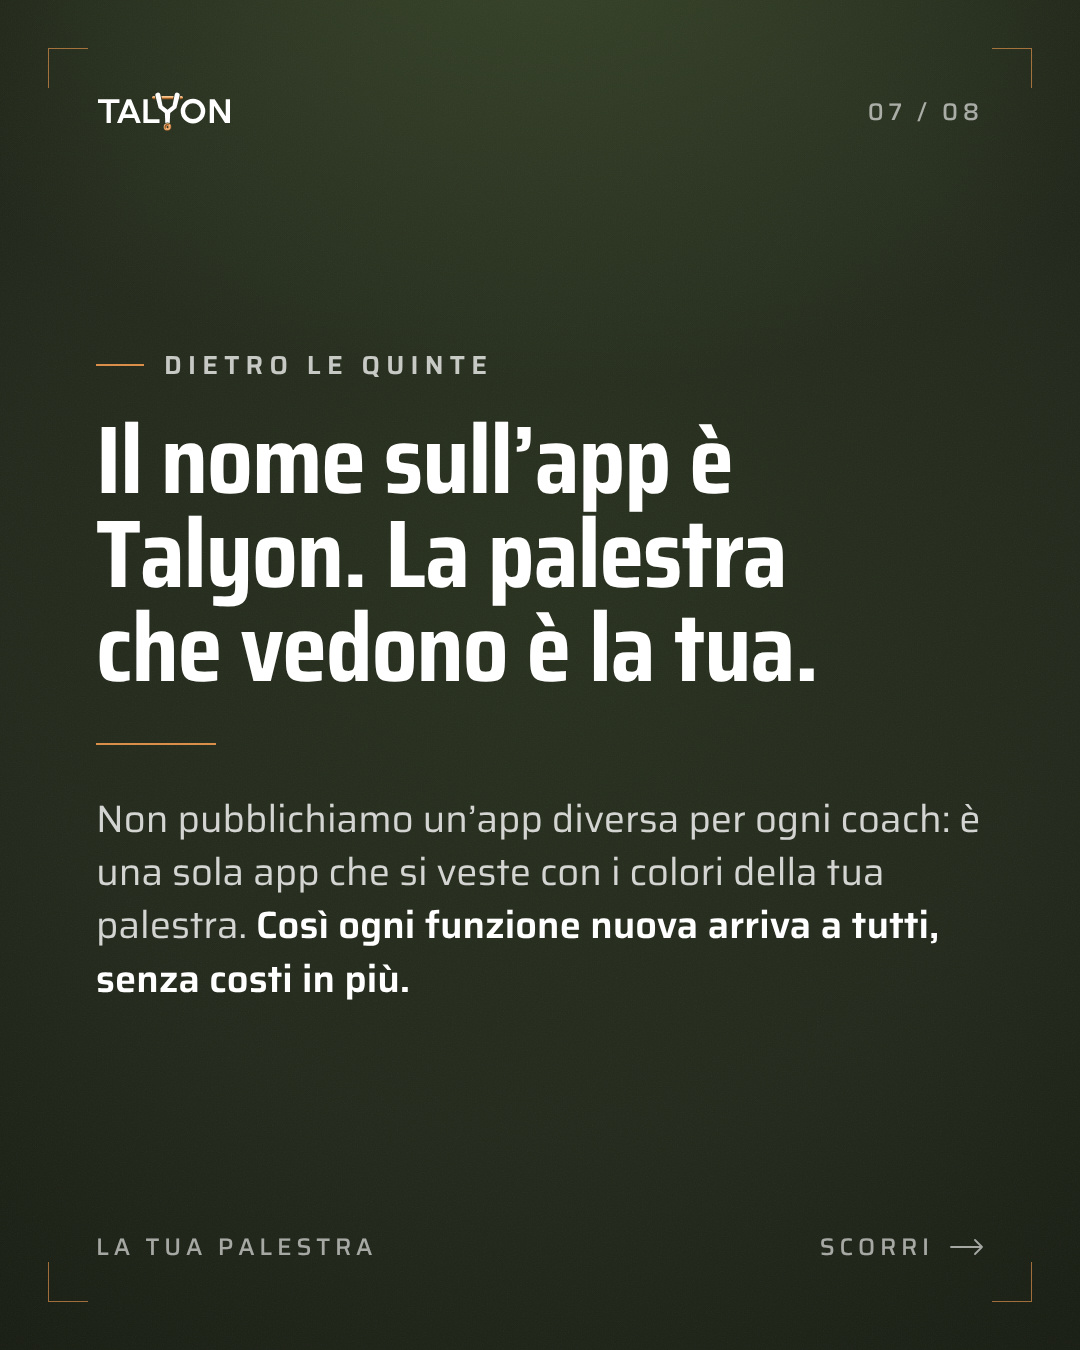 TALYON
07 / 08
DIETRO LE QUINTE
Il nome sull’app è
Talyon. La palestra
che vedono è la tua.
Non pubblichiamo un’app diversa per ogni coach: è
una sola app che si veste con i colori della tua
palestra. Così ogni funzione nuova arriva a tutti,
senza costi in più.
LA TUA PALESTRA
SCORRI →